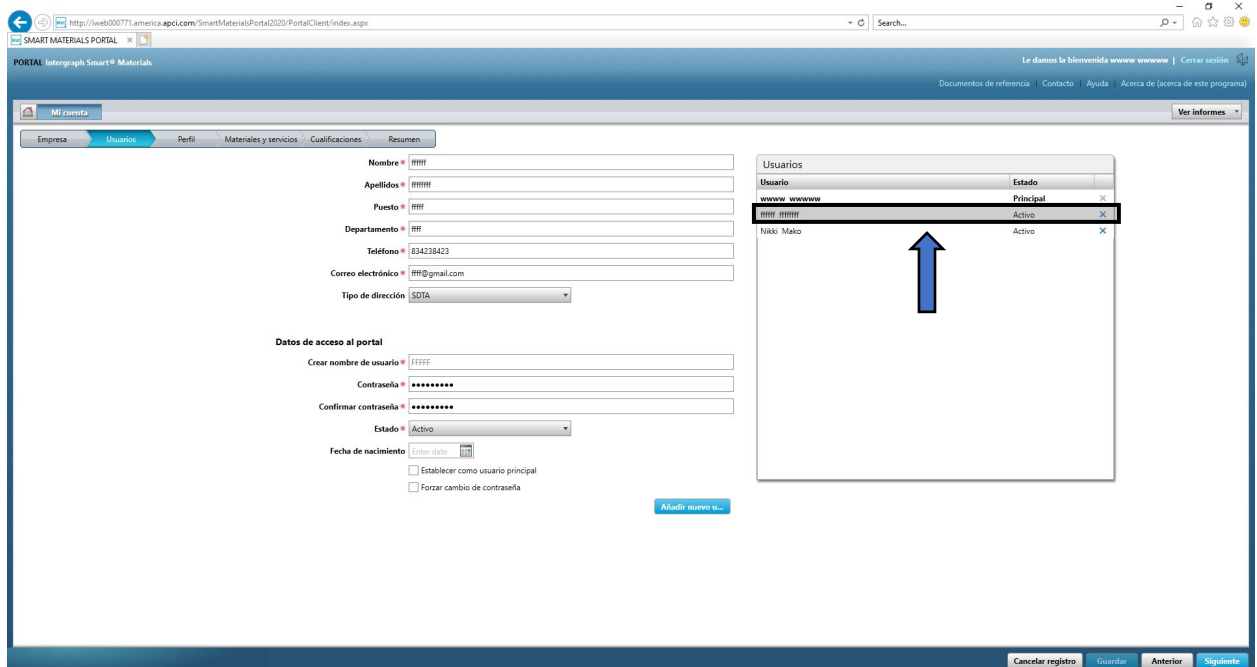 http://iweb000771.america.apci.com/SmartMaterialsPortal2020/PortalClient/index.aspx
Search...
SMART MATERIALS PORTAL
PORTAL Intergraph Smart® Materials
Le damos la bienvenida wwww wwwww | Cerrar sesión
Documentos de referencia | Contacto | Ayuda | Acerca de (acerca de este programa)
Mi cuenta
Ver informes
Empresa Usuarios Perfil Materiales y servicios Cualificaciones Resumen
Nombre * ffffff
Apellidos * ffffffff
Puesto * fffff
Departamento * ffff
Teléfono * 834238423
Correo electrónico * ffff@gmail.com
Tipo de dirección SDTA
Datos de acceso al portal
Crear nombre de usuario * FFFFF
Contraseña * •••••••••
Confirmar contraseña * •••••••••
Estado * Activo
Fecha de nacimiento Enter date
Establecer como usuario principal
Forzar cambio de contraseña
Añadir nuevo u...
Usuarios
Usuario Estado
wwww wwwww Principal
ffffff ffffffff Activo
Nikki Mako Activo
Cancelar registro Guardar Anterior Siguiente